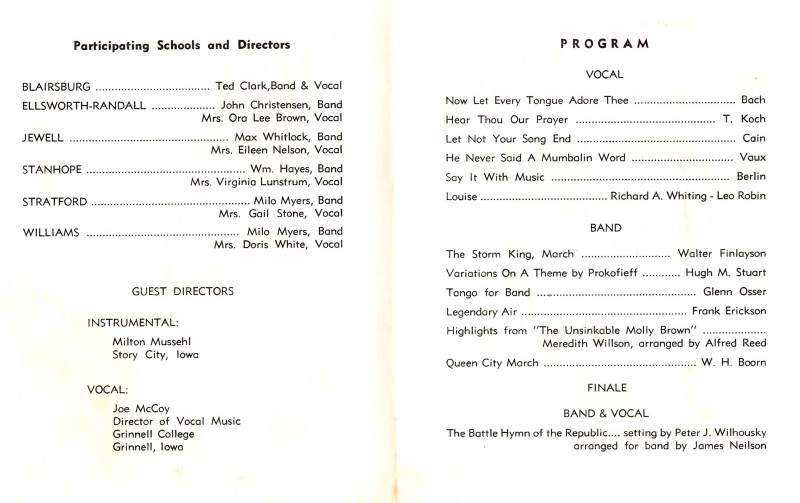 Participating Schools and Directors
BLAIRSBURG .................................. Ted Clark,Band & Vocal
ELLSWORTH-RANDALL ................... John Christensen, Band
Mrs. Ora Lee Brown, Vocal
JEWELL ............................................... Max Whitlock, Band
Mrs. Eileen Nelson, Vocal
STANHOPE ............................................... Wm. Hayes, Band
Mrs. Virginia Lunstrum, Vocal
STRATFORD ............................................... Milo Myers, Band
Mrs. Gail Stone, Vocal
WILLIAMS ............................................. Milo Myers, Band
Mrs. Doris White, Vocal
GUEST DIRECTORS
INSTRUMENTAL:
Milton Mussehl
Story City, Iowa
VOCAL:
Joe McCoy
Director of Vocal Music
Grinnell College
Grinnell, Iowa
PROGRAM
VOCAL
Now Let Every Tongue Adore Thee ............................... Bach
Hear Thou Our Prayer .......................................... T. Koch
Let Not Your Song End ................................................ Cain
He Never Said A Mumbalin Word ............................... Vaux
Say It With Music ...................................................... Berlin
Louise ...................................... Richard A. Whiting - Leo Robin
BAND
The Storm King, March ........................... Walter Finlayson
Variations On A Theme by Prokofieff ........... Hugh M. Stuart
Tango for Band ................................................ Glenn Osser
Legendary Air .................................................. Frank Erickson
Highlights from "The Unsinkable Molly Brown" ...................
Meredith Willson, arranged by Alfred Reed
Queen City March .............................................. W. H. Boorn
FINALE
BAND & VOCAL
The Battle Hymn of the Republic.... setting by Peter J. Wilhousky
arranged for band by James Neilson